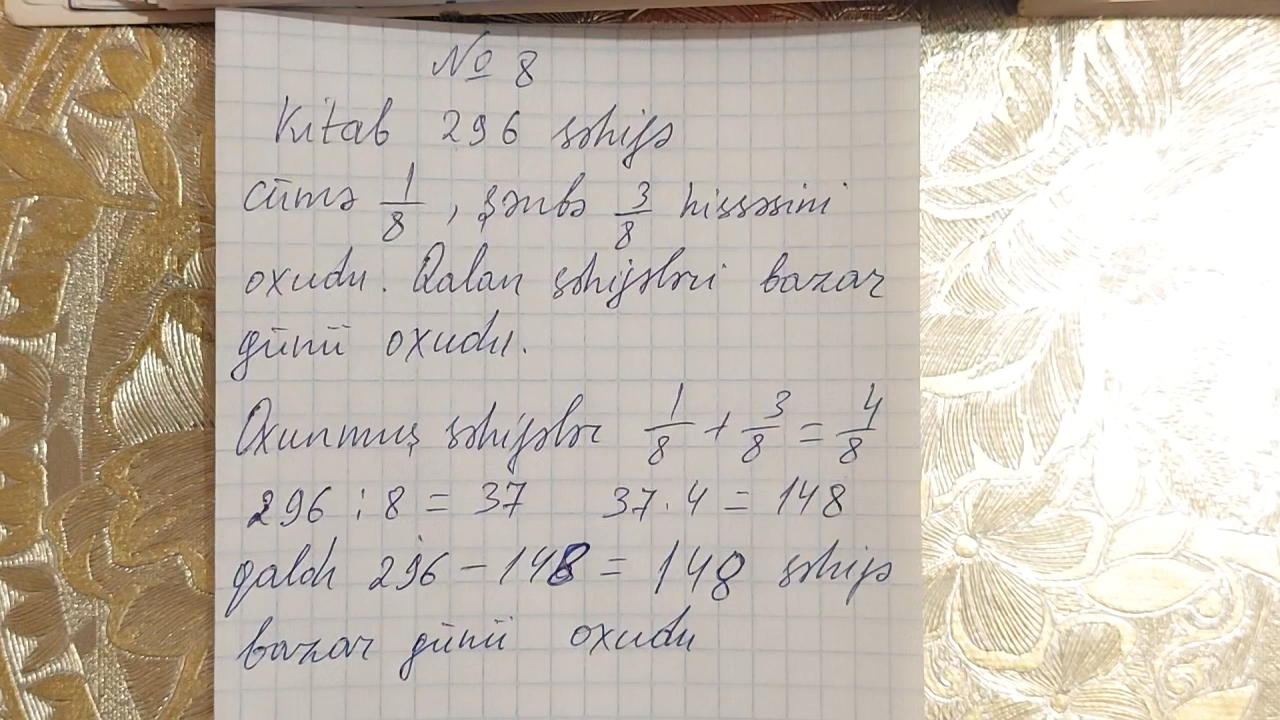 № 8
Kitab 296 səhifə
cümə 1/8, şənbə 3/8 hissəsini
oxudu. Qalan səhifələri bazar
günü oxudu.
Oxunmuş səhifələr 1/8 + 3/8 = 4/8
296 : 8 = 37 37 · 4 = 148
qaldı 296 – 148 = 148 səhifə
bazar günü oxudu